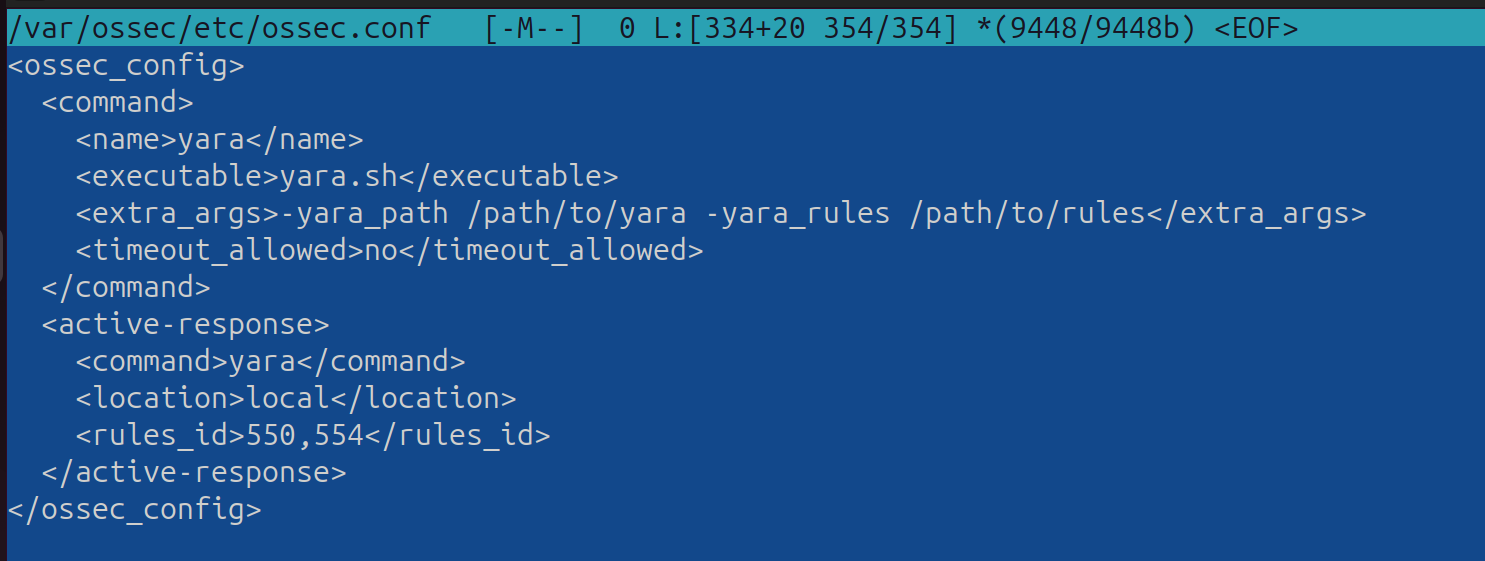 /var/ossec/etc/ossec.conf   [-M--]  0 L:[334+20 354/354] *(9448/9448b) <EOF>
<ossec_config>
  <command>
    <name>yara</name>
    <executable>yara.sh</executable>
    <extra_args>-yara_path /path/to/yara -yara_rules /path/to/rules</extra_args>
    <timeout_allowed>no</timeout_allowed>
  </command>
  <active-response>
    <command>yara</command>
    <location>local</location>
    <rules_id>550,554</rules_id>
  </active-response>
</ossec_config>